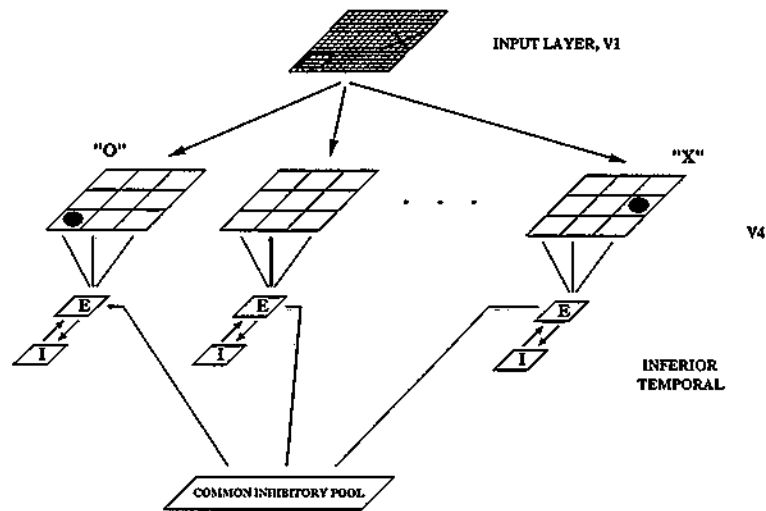 INPUT LAYER, V1
"O"
"X"
V4
E
E
E
I
I
I
INFERIOR
TEMPORAL
COMMON INHIBITORY POOL